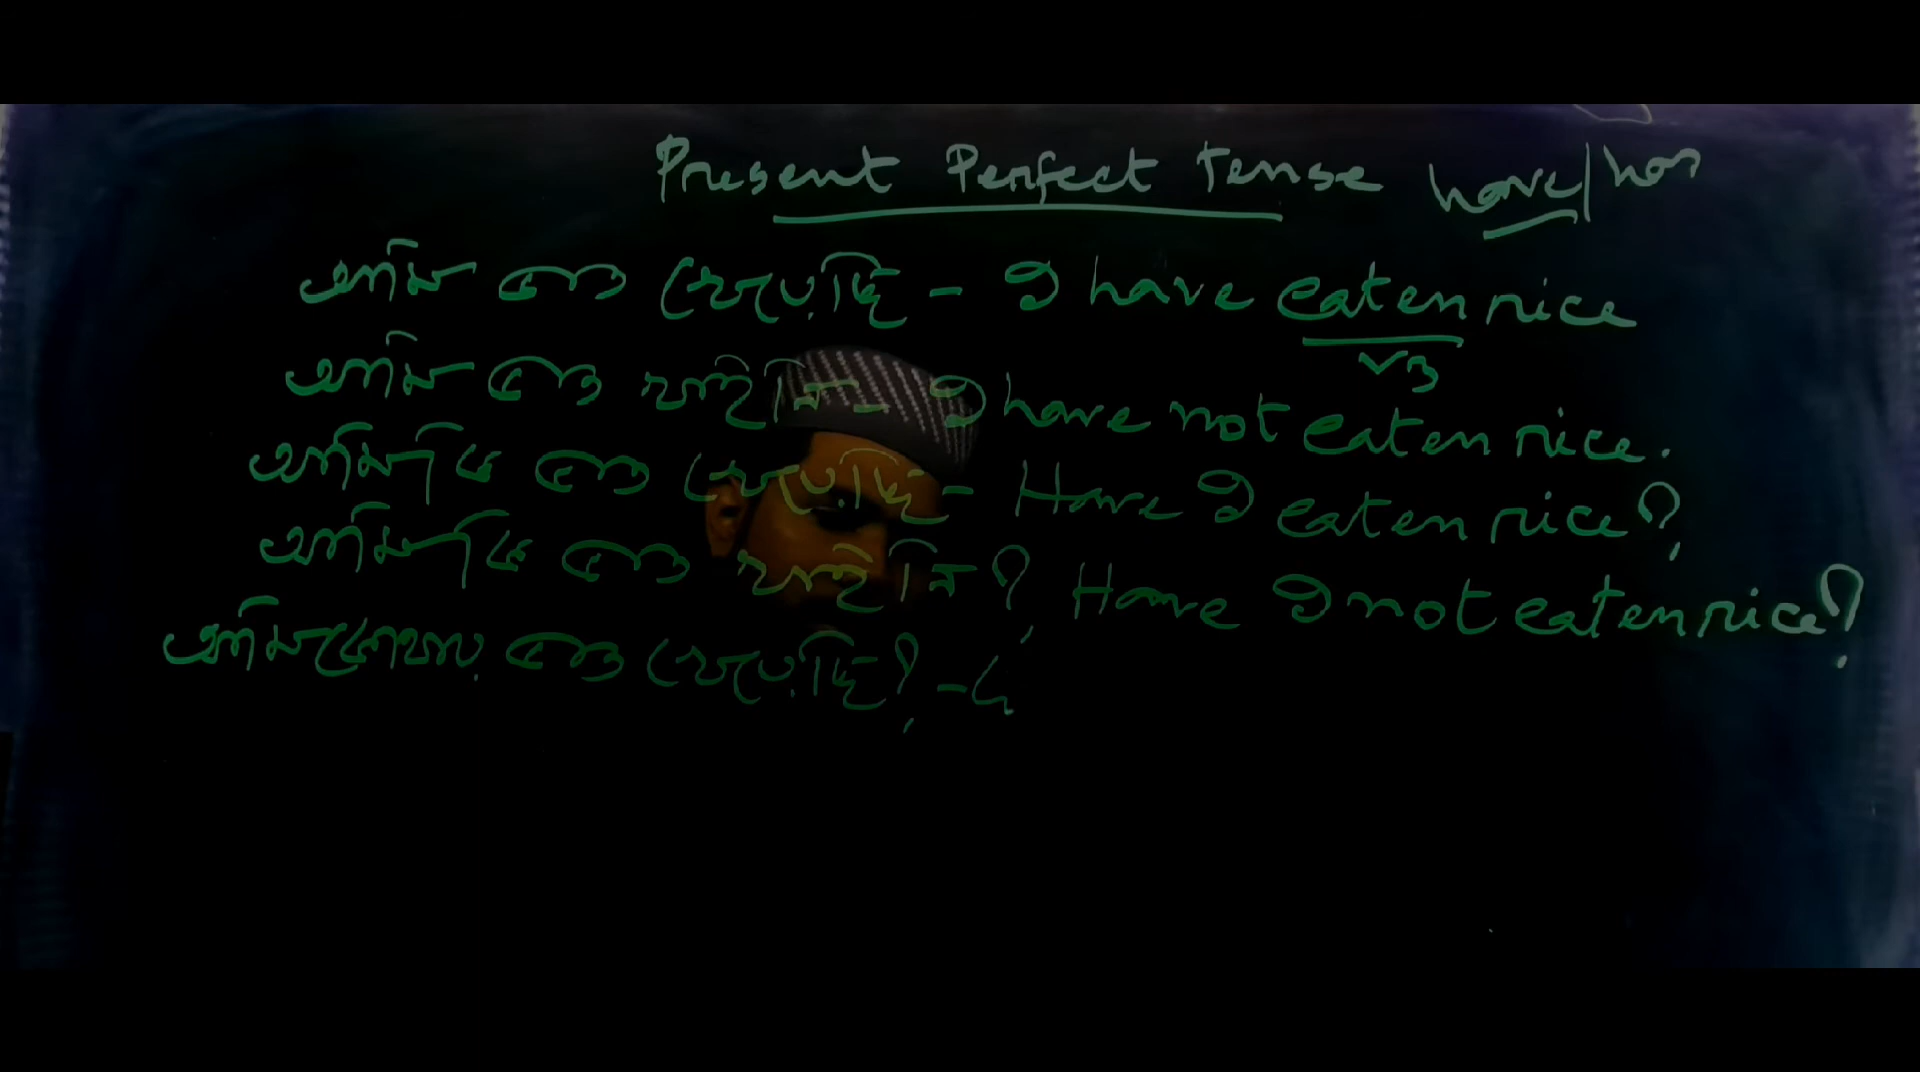 Present Perfect Tense have/has
আমি ভাত খেয়েছি - I have eaten rice
V3
আমি ভাত খাইনি - I have not eaten rice.
আমি কি ভাত খেয়েছি - Have I eaten rice?
আমি কি ভাত খাইনি? Have I not eaten rice?
আমি কোথায় ভাত খেয়েছি? -